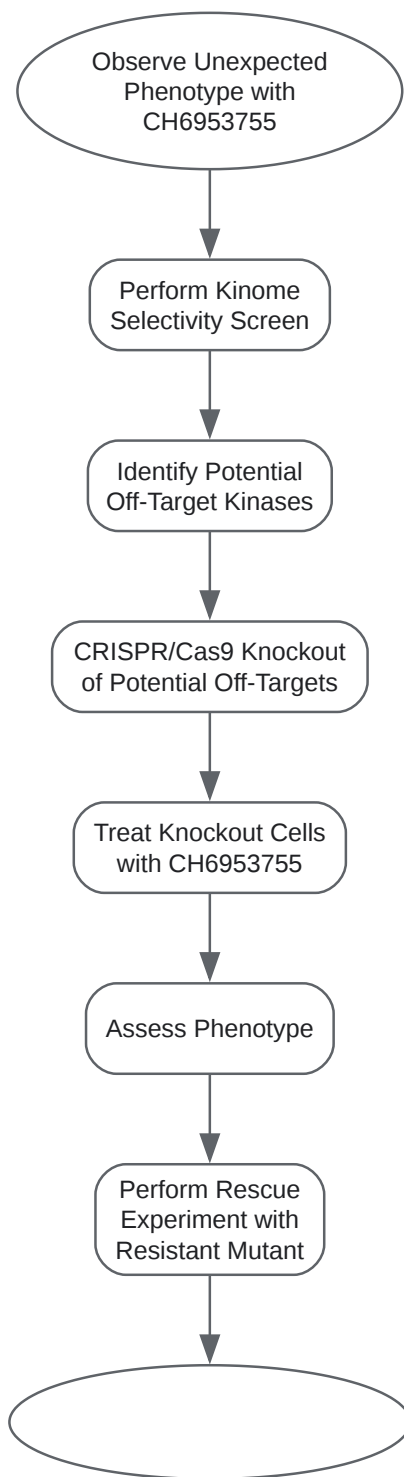 Observe Unexpected
Phenotype with
CH6953755
Perform Kinome
Selectivity Screen
Identify Potential
Off-Target Kinases
CRISPR/Cas9 Knockout
of Potential Off-Targets
Treat Knockout Cells
with CH6953755
Assess Phenotype
Perform Rescue
Experiment with
Resistant Mutant